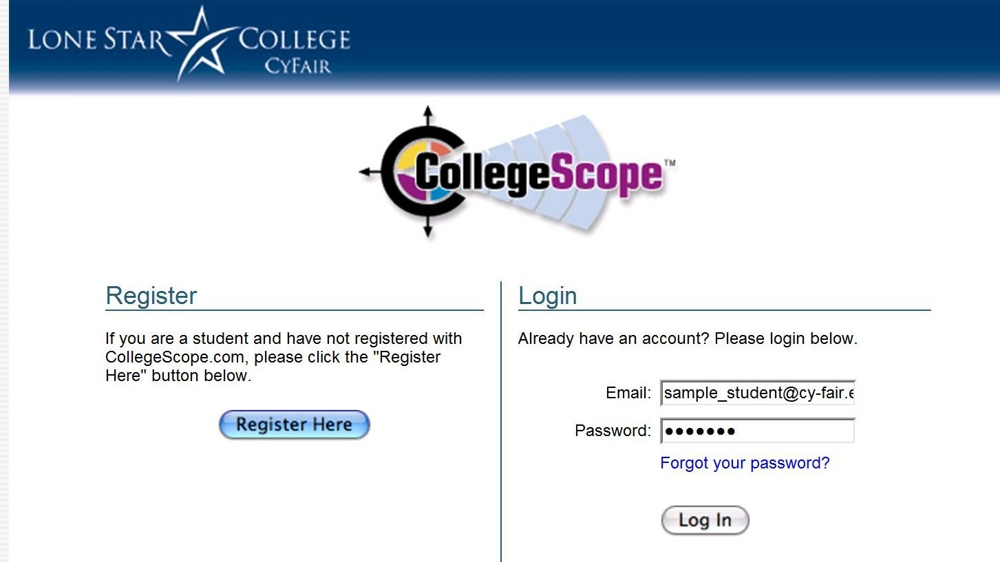 LONE STAR COLLEGE
CYFAIR
CollegeScope™
Register
If you are a student and have not registered with
CollegeScope.com, please click the "Register
Here" button below.
Register Here
Login
Already have an account? Please login below.
Email: sample_student@cy-fair.e
Password: ●●●●●●●
Forgot your password?
Log In